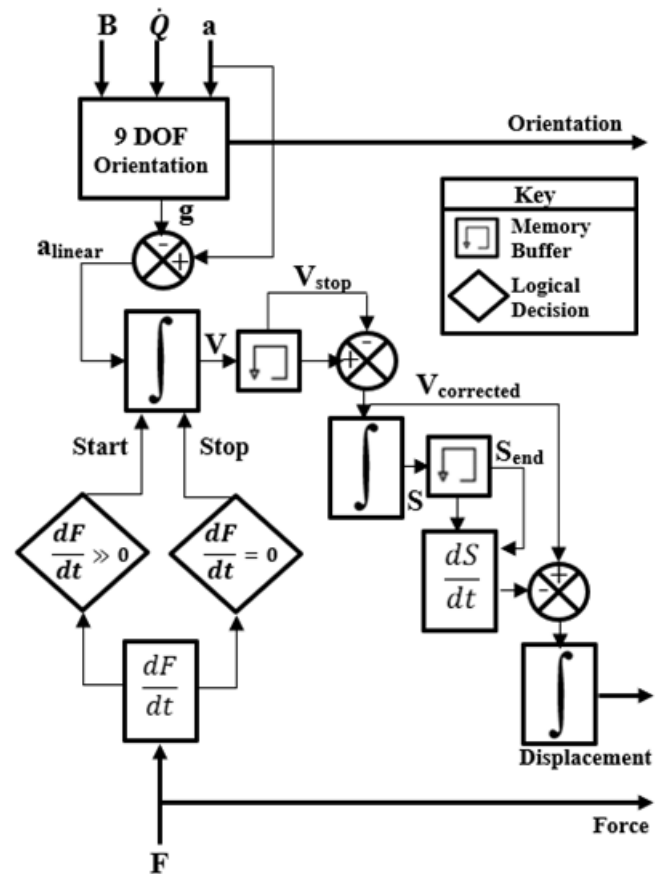 B Q̇ a
9 DOF
Orientation
Orientation
Key
Memory
Buffer
Logical
Decision
g
-
+
a_linear
V_stop
∫
V
-
+
V_corrected
Start
Stop
∫
S
S_end
dF/dt ≫ 0
dF/dt = 0
dS/dt
+
-
dF/dt
∫
Displacement
Force
F